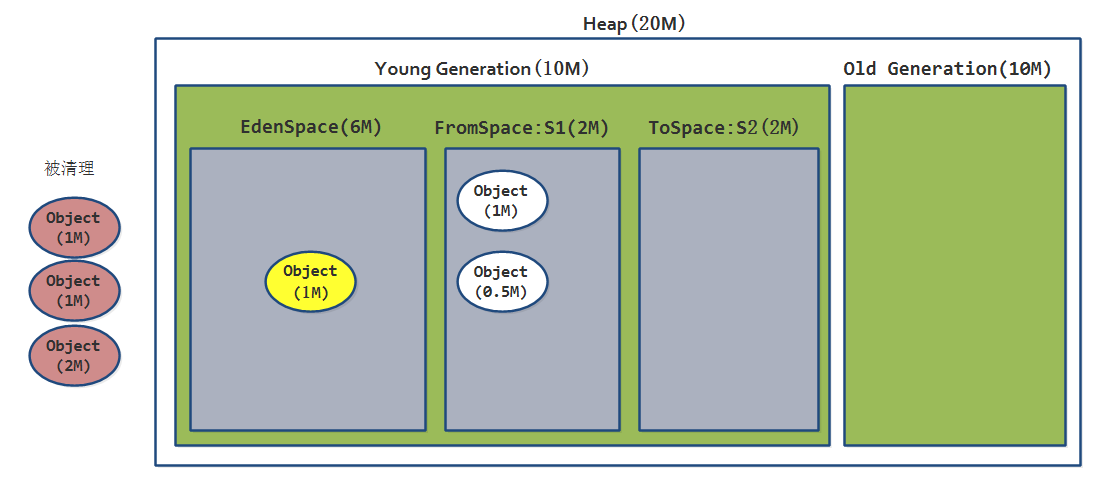 Heap(20M)
Young Generation(10M)
Old Generation(10M)
EdenSpace(6M)
FromSpace:S1(2M)
ToSpace:S2(2M)
被清理
Object
(1M)
Object
(1M)
Object
(2M)
Object
(1M)
Object
(1M)
Object
(0.5M)